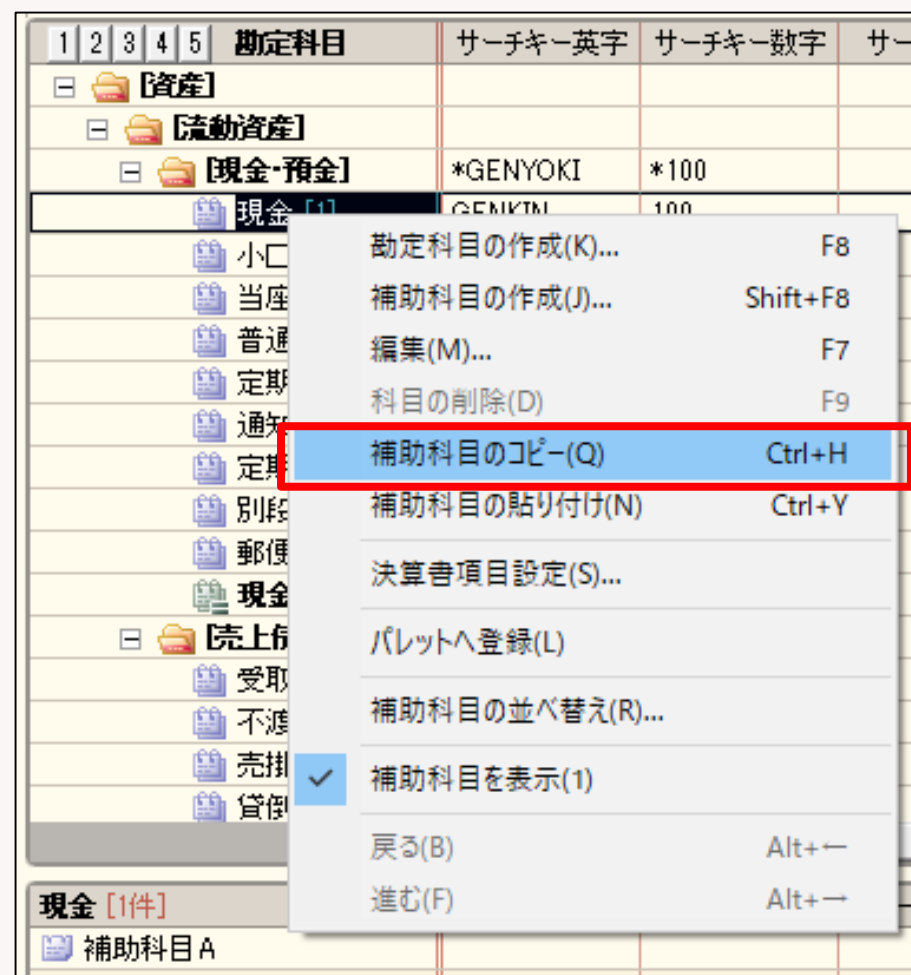 1 2 3 4 5 勘定科目 サーチキー英字 サーチキー数字 サー
[資産]
[流動資産]
[現金・預金] *GENYOKI *100
現金 [1] GENKIN 100
小口
当座
普通
定期
通知
定期
別段
郵便
現金
[売上債
受取
不渡
売掛
貸倒
勘定科目の作成(K)... F8
補助科目の作成(J)... Shift+F8
編集(M)... F7
科目の削除(D) F9
補助科目のコピー(Q) Ctrl+H
補助科目の貼り付け(N) Ctrl+Y
決算書項目設定(S)...
パレットへ登録(L)
補助科目の並べ替え(R)...
補助科目を表示(1)
戻る(B) Alt+←
進む(F) Alt+→
現金 [1件]
補助科目A